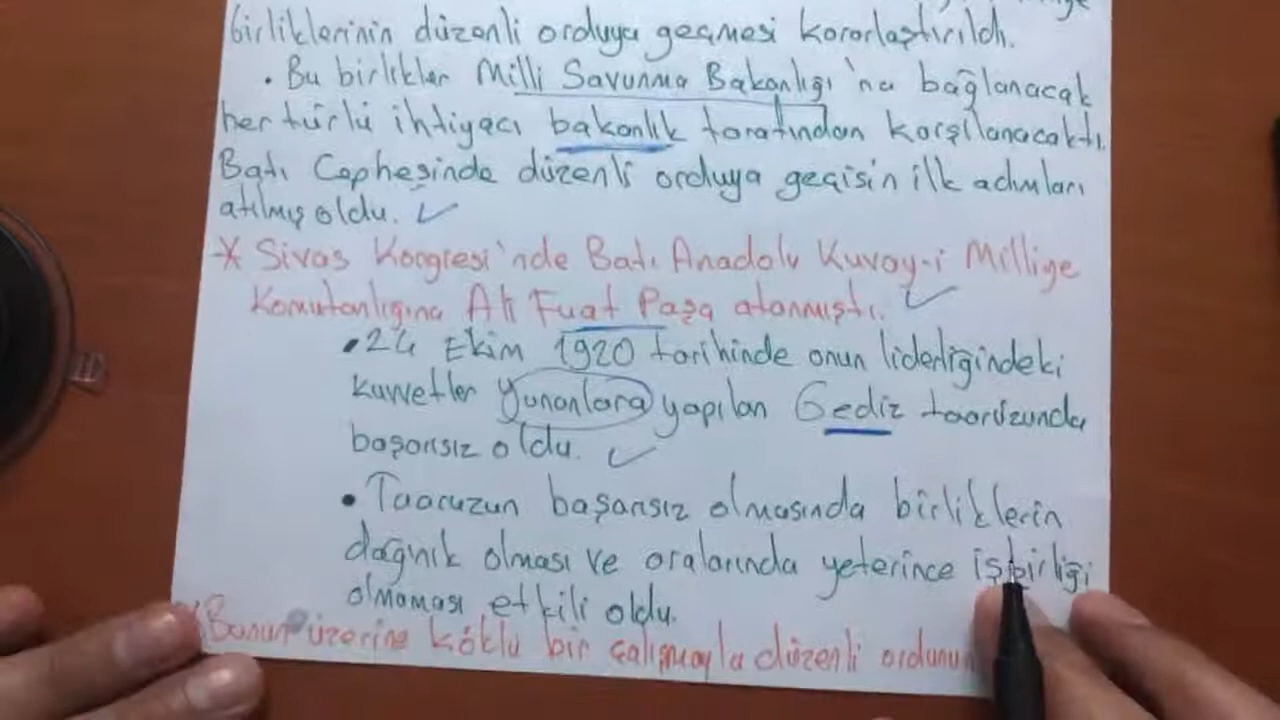 birliklerinin düzenli orduya geçmesi kararlaştırıldı.
• Bu birlikler Milli Savunma Bakanlığı'na bağlanacak
her türlü ihtiyacı bakanlık tarafından karşılanacaktı.
Batı Cephesinde düzenli orduya geçişin ilk adımları
atılmış oldu.
* Sivas Kongresi'nde Batı Anadolu Kuvay-i Milliye
Komutanlığına Ali Fuat Paşa atanmıştı.
• 24 Ekim 1920 tarihinde onun liderliğindeki
kuvvetler Yunanlara yapılan Gediz taaruzunda
başarısız oldu.
• Taaruzun başarısız olmasında birliklerin
dağınık olması ve aralarında yeterince işbirliği
olmaması etkili oldu.
Bunun üzerine köklü bir çalışmayla düzenli ordunun